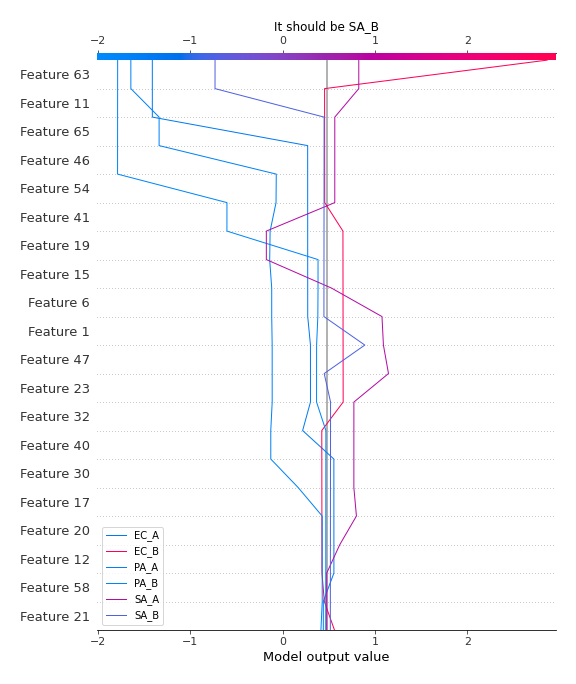 It should be SA_B
−2 −1 0 1 2
Feature 63
Feature 11
Feature 65
Feature 46
Feature 54
Feature 41
Feature 19
Feature 15
Feature 6
Feature 1
Feature 47
Feature 23
Feature 32
Feature 40
Feature 30
Feature 17
Feature 20
Feature 12
Feature 58
Feature 21
EC_A
EC_B
PA_A
PA_B
SA_A
SA_B
−2 −1 0 1 2
Model output value